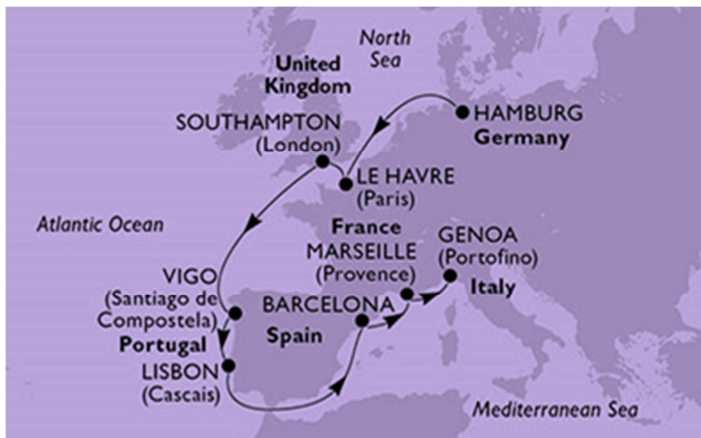 North
Sea
United
Kingdom
HAMBURG
Germany
SOUTHAMPTON
(London)
LE HAVRE
(Paris)
Atlantic Ocean
France
MARSEILLE
(Provence)
GENOA
(Portofino)
Italy
VIGO
(Santiago de
Compostela)
BARCELONA
Spain
Portugal
LISBON
(Cascais)
Mediterranean Sea